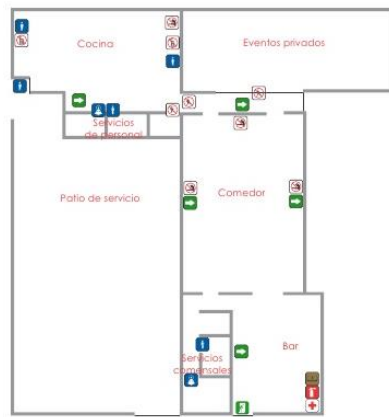 Cocina
Eventos privados
Servicios
de personal
Patio de servicio
Comedor
Bar
Servicios
comensales